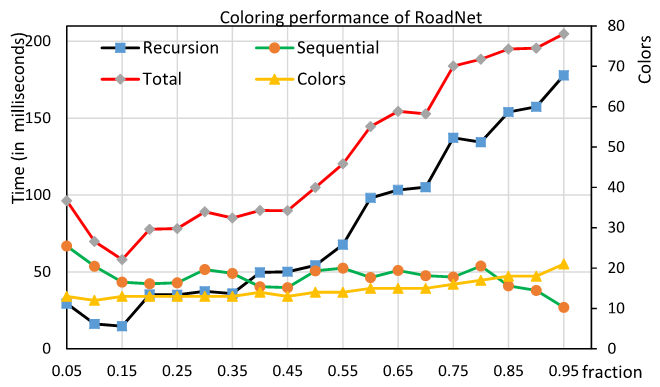 Coloring performance of RoadNet
Time (in milliseconds)
Colors
200
150
100
50
0
80
70
60
50
40
30
20
10
0
Recursion
Sequential
Total
Colors
0.05 0.15 0.25 0.35 0.45 0.55 0.65 0.75 0.85 0.95 fraction